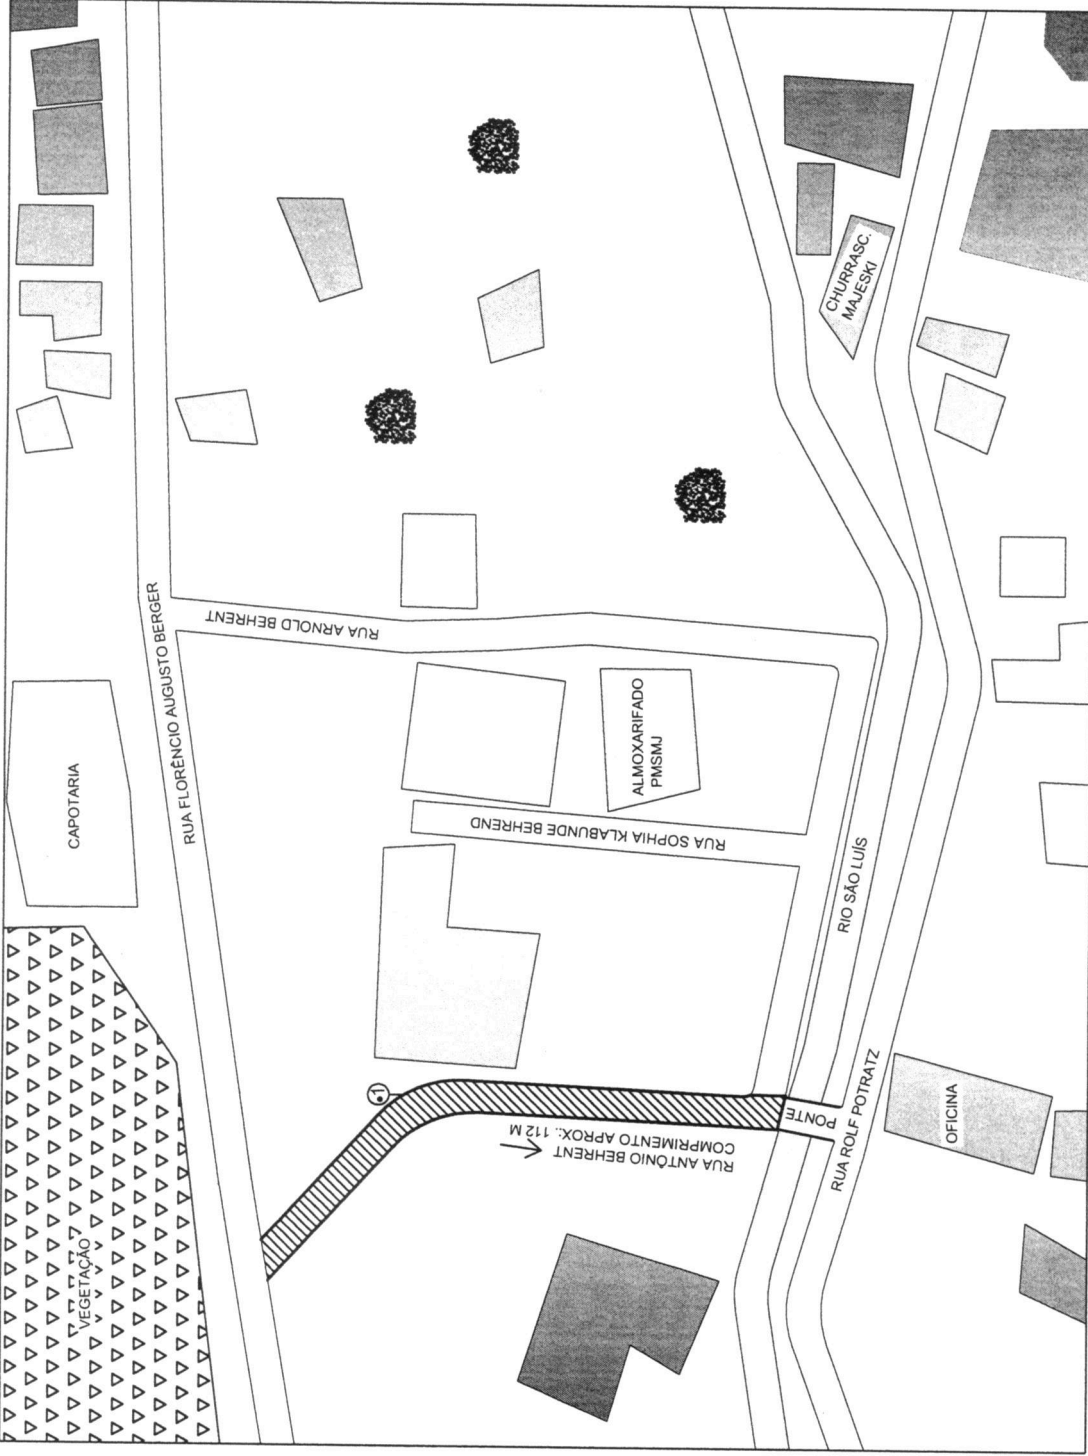 VEGETAÇÃO
CAPOTARIA
RUA FLORÊNCIO AUGUSTO BERGER
RUA ARNOLD BEHRENT
ALMOXARIFADO
PMSMJ
RUA SOPHIA KLABUNDE BEHREND
1
RUA ANTÔNIO BEHRENT
COMPRIMENTO APROX.: 112 M
PONTE
RIO SÃO LUÍS
RUA ROLF POTRATZ
OFICINA
CHURRASC.
MAJESKI